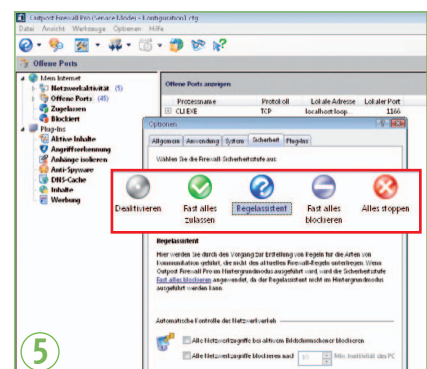 Outpost Firewall Pro (Service Mode) - configuration1.cfg
Datei Ansicht Werkzeuge Optionen Hilfe
Offene Ports
Mein Internet
Netzwerkaktivität (5)
Offene Ports (45)
Zugelassen
Blockiert
Plug-Ins
Aktive Inhalte
Angriffserkennung
Anhänge isolieren
Anti-Spyware
DNS-Cache
Inhalte
Werbung
Offene Ports anzeigen
Prozessname Protokoll Lokale Adresse Lokaler Port
CLI.EXE TCP localhost loop 1166
Optionen
Allgemein Anwendung System Sicherheit Plug-Ins
Wählen Sie die Firewall-Sicherheitsstufe aus:
Deaktivieren
Fast alles zulassen
Regelassistent
Fast alles blockieren
Alles stoppen
Regelassistent
Hier werden Sie durch den Vorgang zur Erstellung von Regeln für die Arten von
Kommunikation geführt, die nicht den aktuellen Firewall-Regeln unterliegen. Wenn
Outpost Firewall Pro im Hintergrundmodus ausgeführt wird, wird die Sicherheitsstufe
Fast alles blockieren angewendet, da der Regelassistent nicht im Hintergrundmodus
ausgeführt werden kann.
Automatische Kontrolle des Netzwerkverkeh
Alle Netzwerkzugriffe bei aktivem Bildschirmschoner blockieren
Alle Netzwerkzugriffe blockieren nach 10 Min. Inaktivität des PC
5